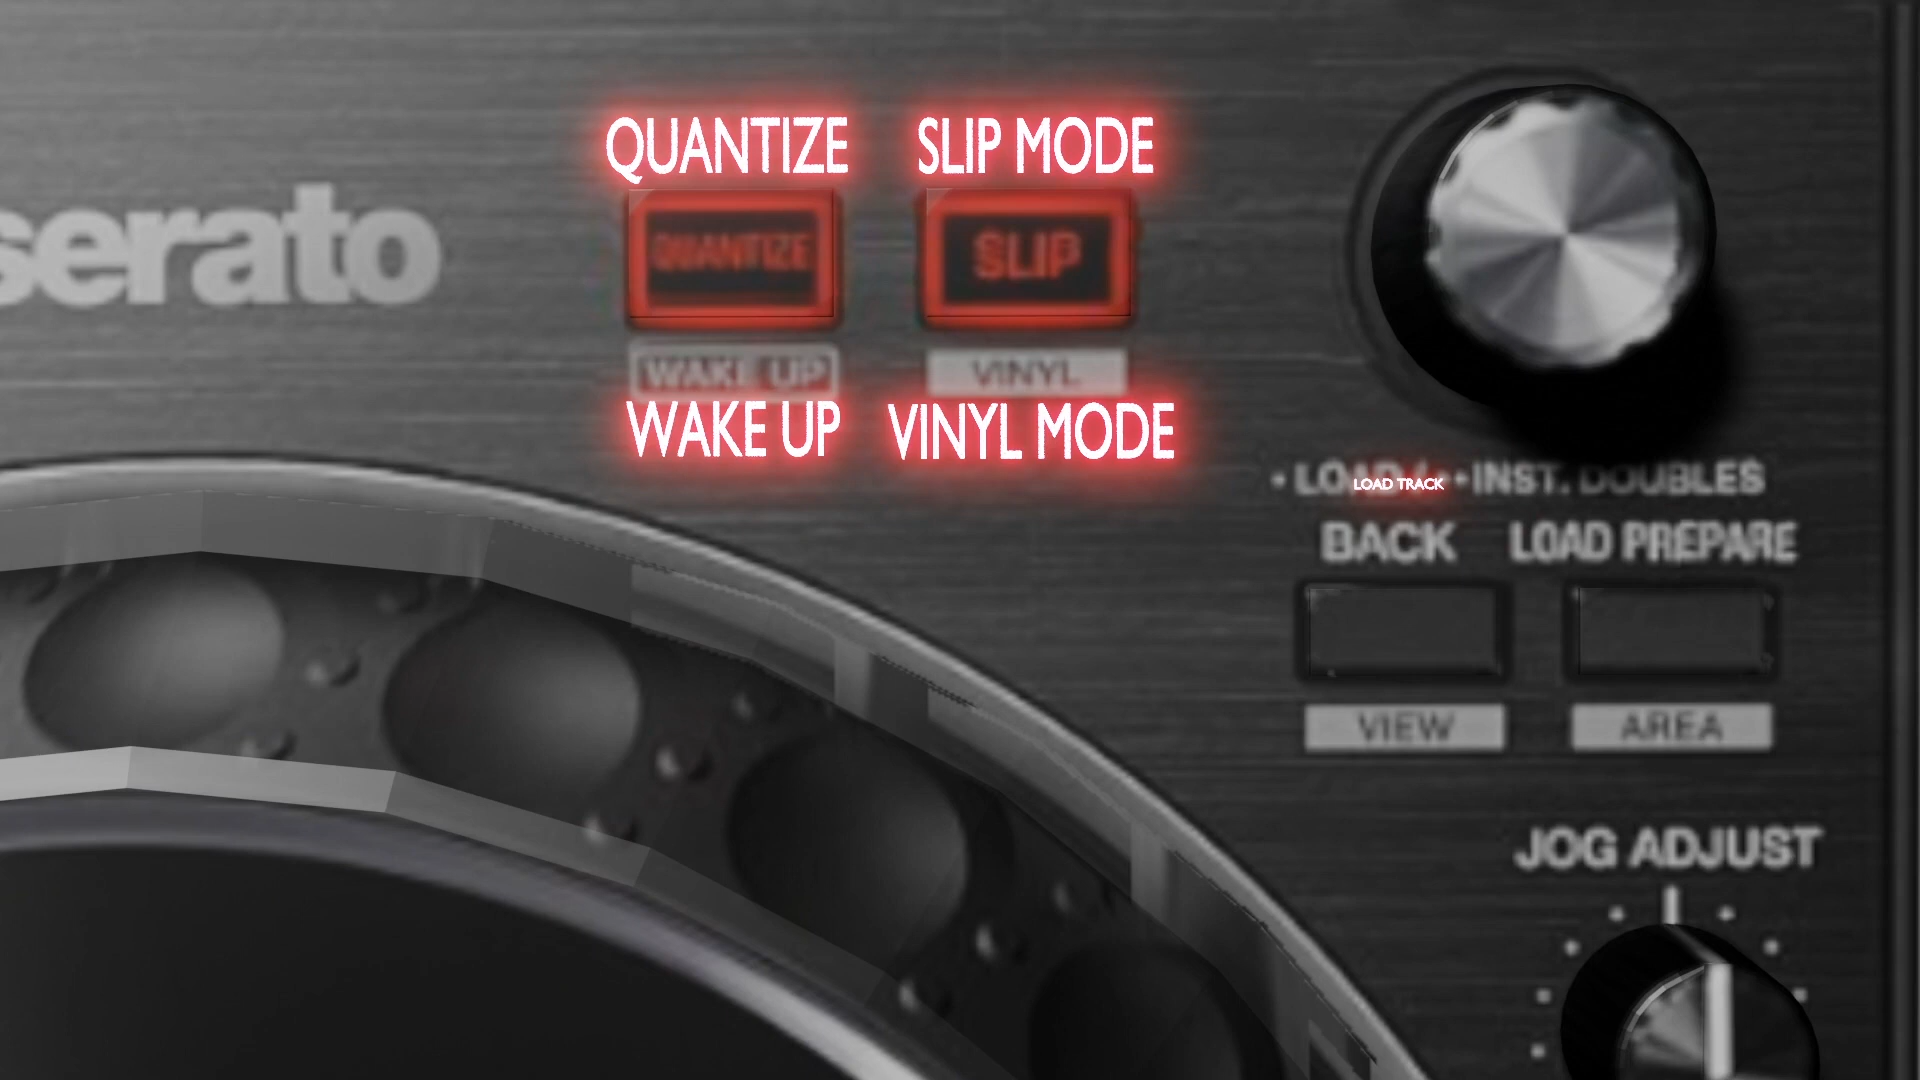 QUANTIZE
SLIP MODE
serato
QUANTIZE
SLIP
WAKE UP
VINYL
WAKE UP
VINYL MODE
LOAD TRACK
• INST. DOUBLES
BACK
LOAD PREPARE
VIEW
AREA
JOG ADJUST